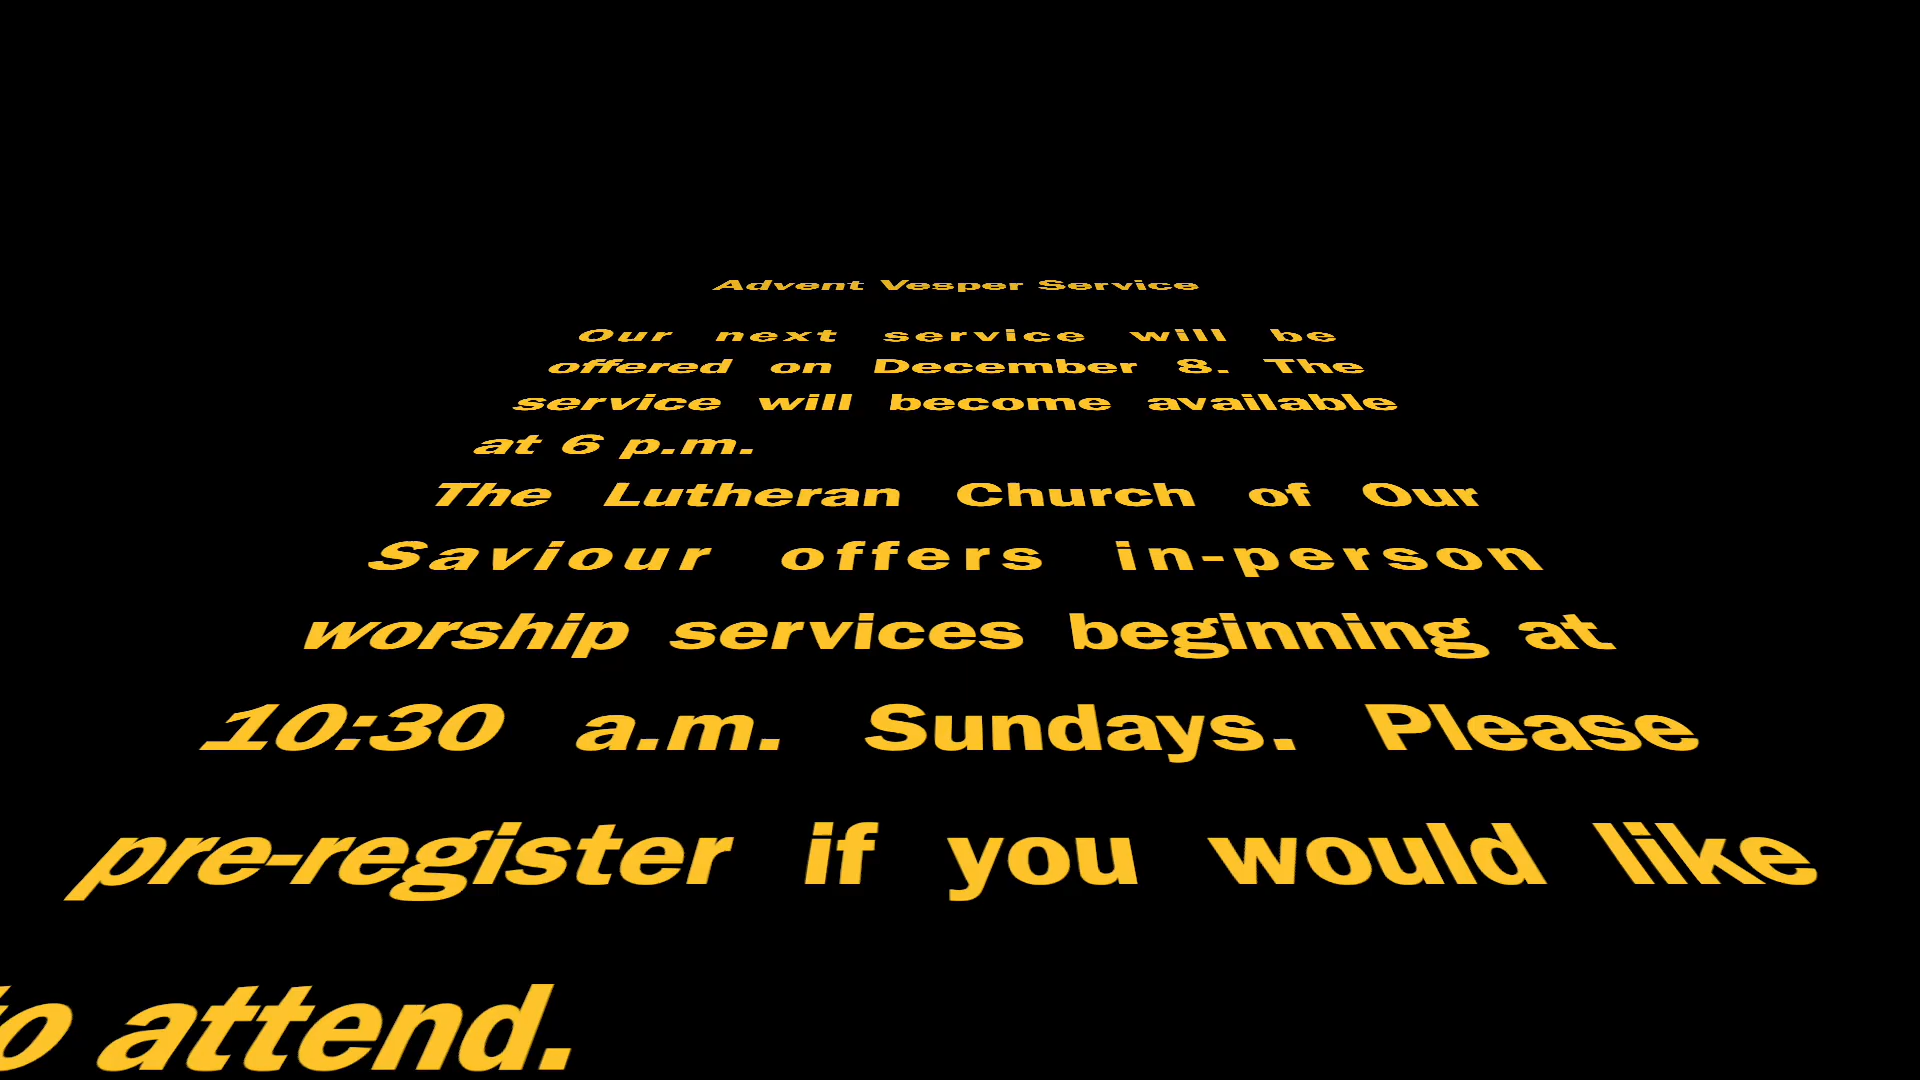 Advent Vesper Service
Our next service will be
offered on December 8. The
service will become available
at 6 p.m.
The Lutheran Church of Our
Saviour offers in-person
worship services beginning at
10:30 a.m. Sundays. Please
pre-register if you would like
to attend.